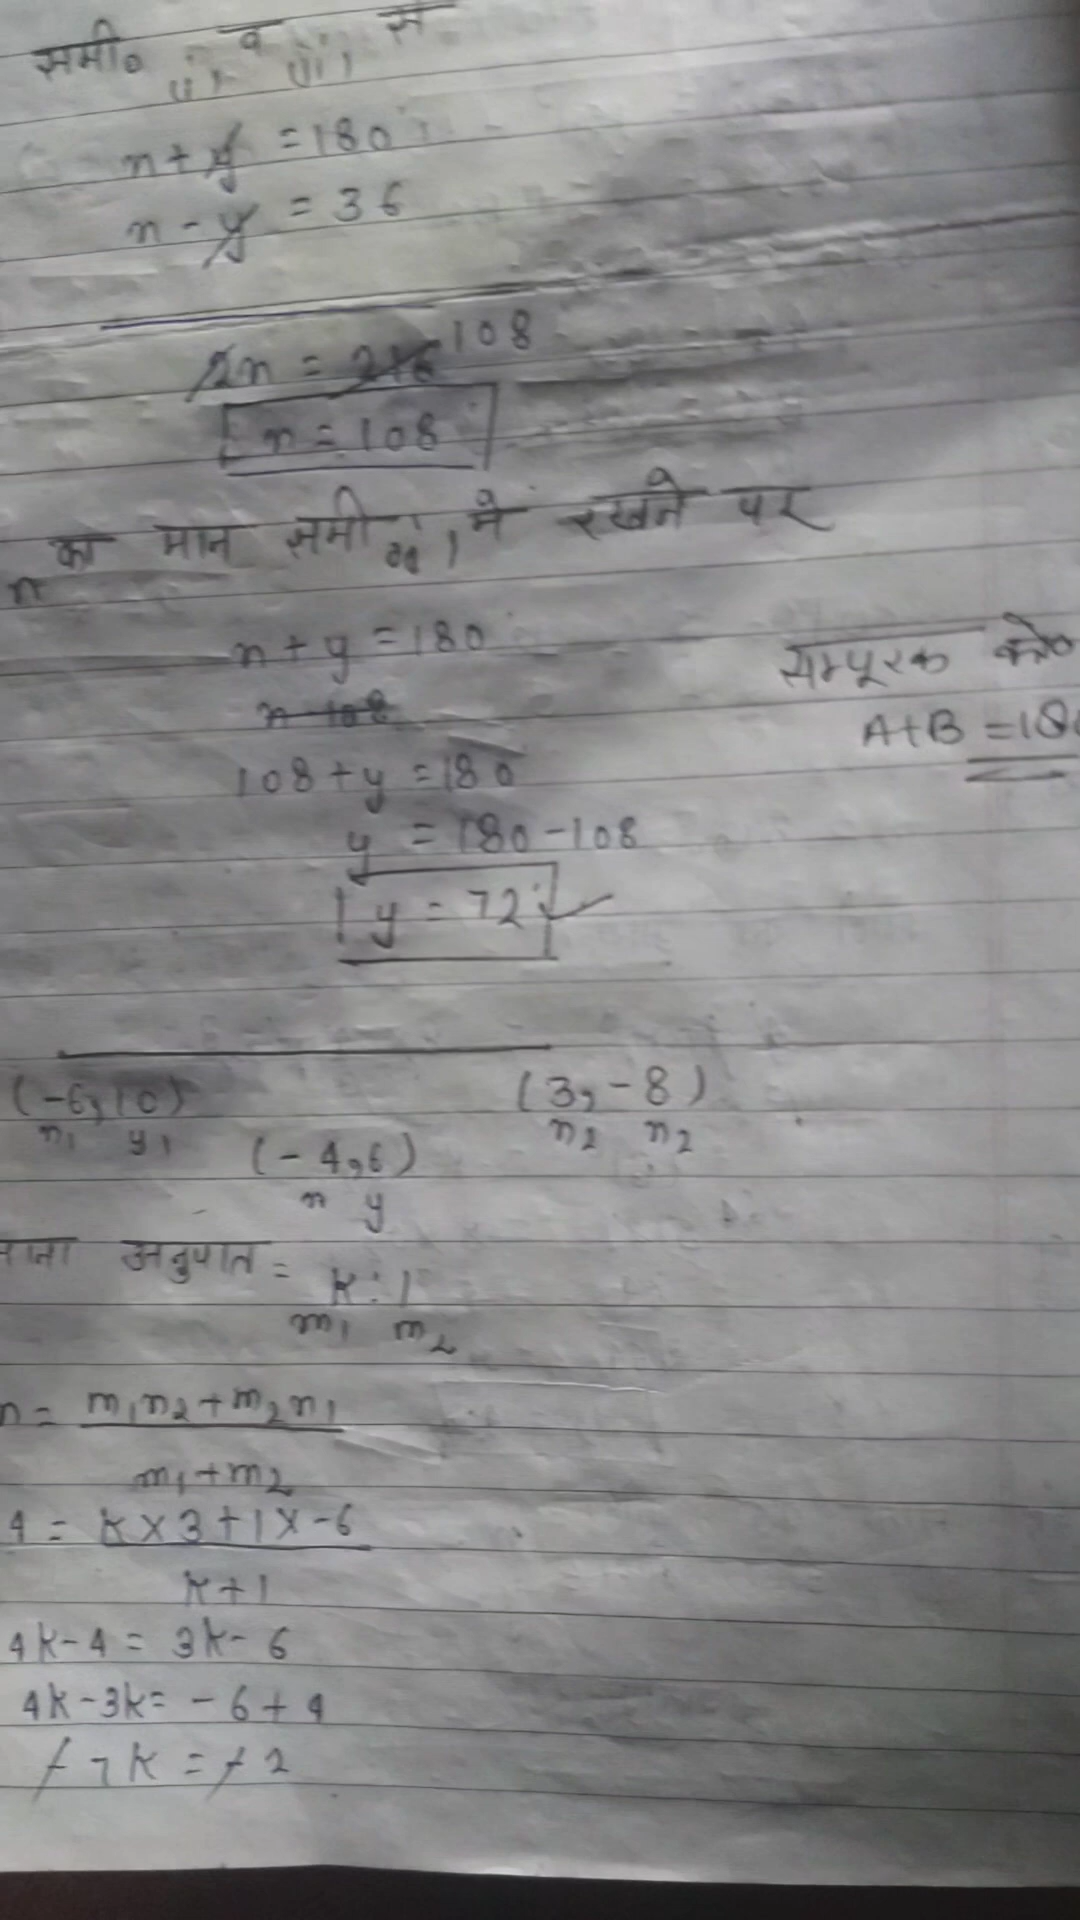 समी० (i) व (ii) से
x + y = 180
x - y = 36
2x = 216 108
x = 108
x का मान समी० (i) में रखने पर
x + y = 180
x 108
108 + y = 180
y = 180 - 108
y = 72
सम्पूरक को०
A+B = 18
(-6, 10) (3, -8)
x₁ y₁ x₂ x₂
(-4, 6)
x y
माना अनुपात = k : 1
m₁ m₂
x = m₁x₂ + m₂x₁
m₁ + m₂
4 = k × 3 + 1 × -6
k + 1
4k - 4 = 3k - 6
4k - 3k = - 6 + 4
- 7k = - 2